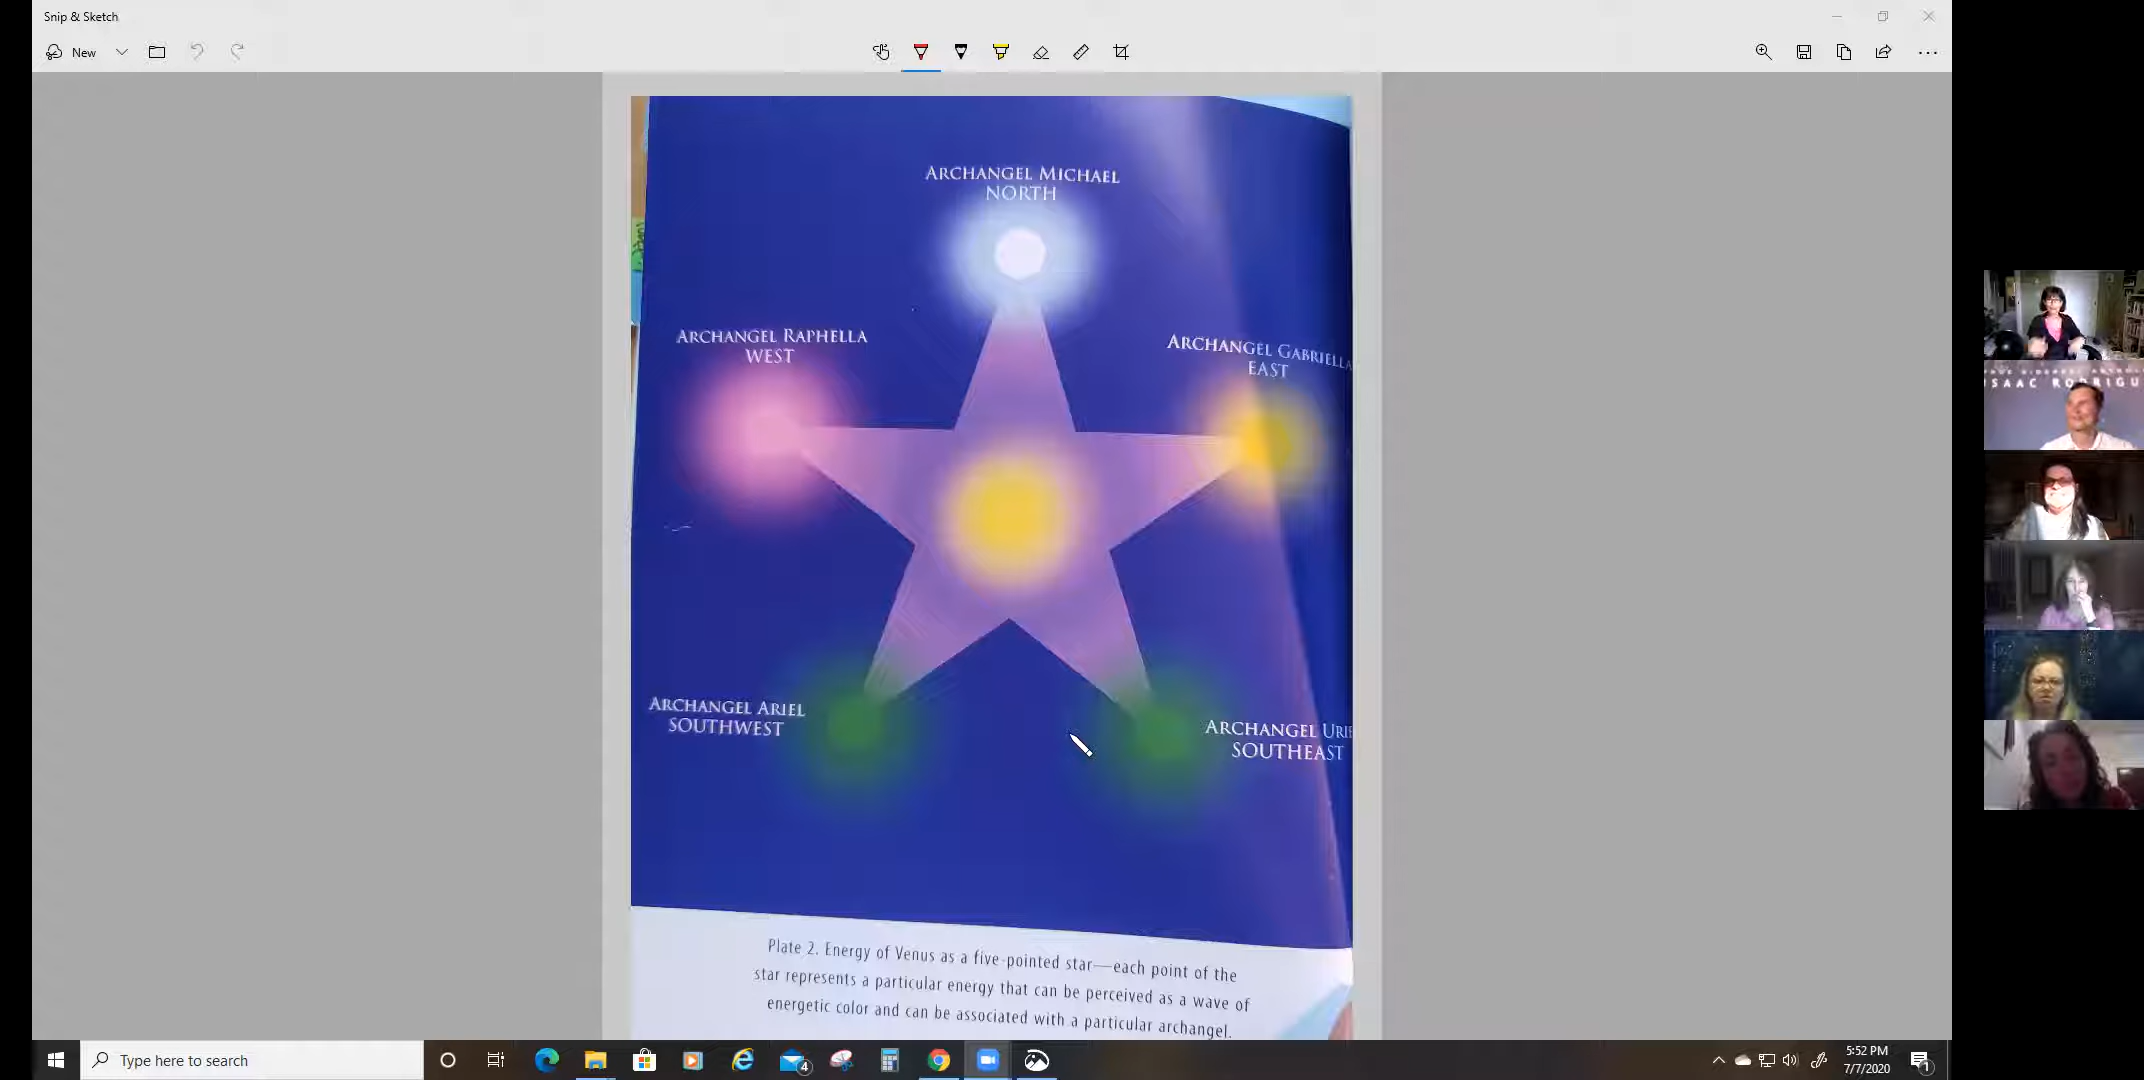 Snip & Sketch
New
ARCHANGEL MICHAEL
NORTH
ARCHANGEL RAPHELLA
WEST
ARCHANGEL GABRIELLA
EAST
ARCHANGEL ARIEL
SOUTHWEST
ARCHANGEL
SOUTHEAST
Plate 2. Energy of Venus as a five-pointed star—each point of the
star represents a particular energy that can be perceived as a wave of
energetic color and can be associated with a particular archangel.
Type here to search
4
5:52 PM
7/7/2020
1